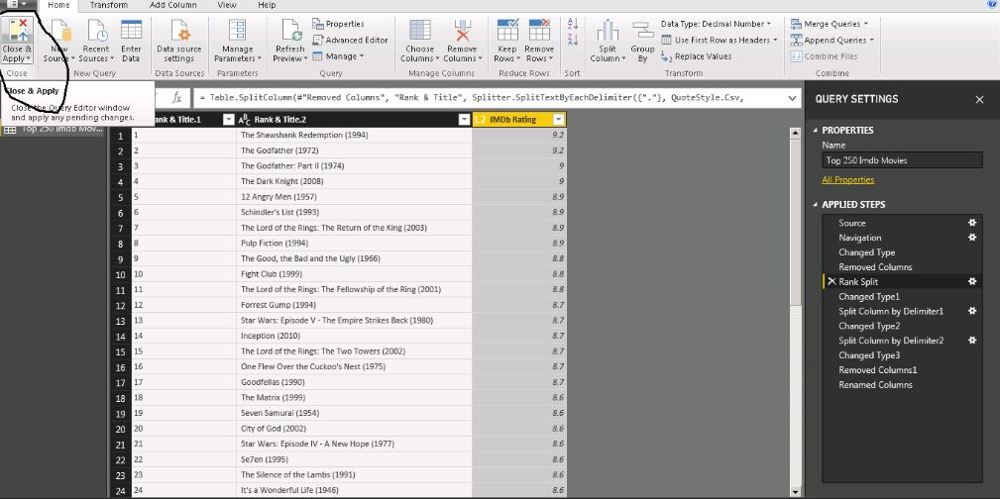 Home Transform Add Column View Help
Close & Apply
New Source
Recent Sources
Enter Data
Data source settings
Manage Parameters
Refresh Preview
Properties
Advanced Editor
Manage
Choose Columns
Remove Columns
Keep Rows
Remove Rows
Split Column
Group By
Data Type: Decimal Number
Use First Row as Headers
Replace Values
Merge Queries
Append Queries
Combine Files
Close New Query Data Sources Parameters Query Manage Columns Reduce Rows Sort Transform Combine
Close & Apply
Close the Query Editor window
and apply any pending changes.
fx = Table.SplitColumn(#"Removed Columns", "Rank & Title", Splitter.SplitTextByEachDelimiter({"."}, QuoteStyle.Csv,
Top 250 Imdb Mov...
ank & Title.1 ABC Rank & Title.2 1.2 IMDb Rating
1 1 The Shawshank Redemption (1994) 9.2
2 2 The Godfather (1972) 9.2
3 3 The Godfather: Part II (1974) 9
4 4 The Dark Knight (2008) 9
5 5 12 Angry Men (1957) 8.9
6 6 Schindler's List (1993) 8.9
7 7 The Lord of the Rings: The Return of the King (2003) 8.9
8 8 Pulp Fiction (1994) 8.9
9 9 The Good, the Bad and the Ugly (1966) 8.8
10 10 Fight Club (1999) 8.8
11 11 The Lord of the Rings: The Fellowship of the Ring (2001) 8.8
12 12 Forrest Gump (1994) 8.7
13 13 Star Wars: Episode V - The Empire Strikes Back (1980) 8.7
14 14 Inception (2010) 8.7
15 15 The Lord of the Rings: The Two Towers (2002) 8.7
16 16 One Flew Over the Cuckoo's Nest (1975) 8.7
17 17 Goodfellas (1990) 8.7
18 18 The Matrix (1999) 8.6
19 19 Seven Samurai (1954) 8.6
20 20 City of God (2002) 8.6
21 21 Star Wars: Episode IV - A New Hope (1977) 8.6
22 22 Se7en (1995) 8.6
23 23 The Silence of the Lambs (1991) 8.6
24 24 It's a Wonderful Life (1946) 8.6
QUERY SETTINGS
PROPERTIES
Name
Top 250 Imdb Movies
All Properties
APPLIED STEPS
Source
Navigation
Changed Type
Removed Columns
Rank Split
Changed Type1
Split Column by Delimiter1
Changed Type2
Split Column by Delimiter2
Changed Type3
Removed Columns1
Renamed Columns